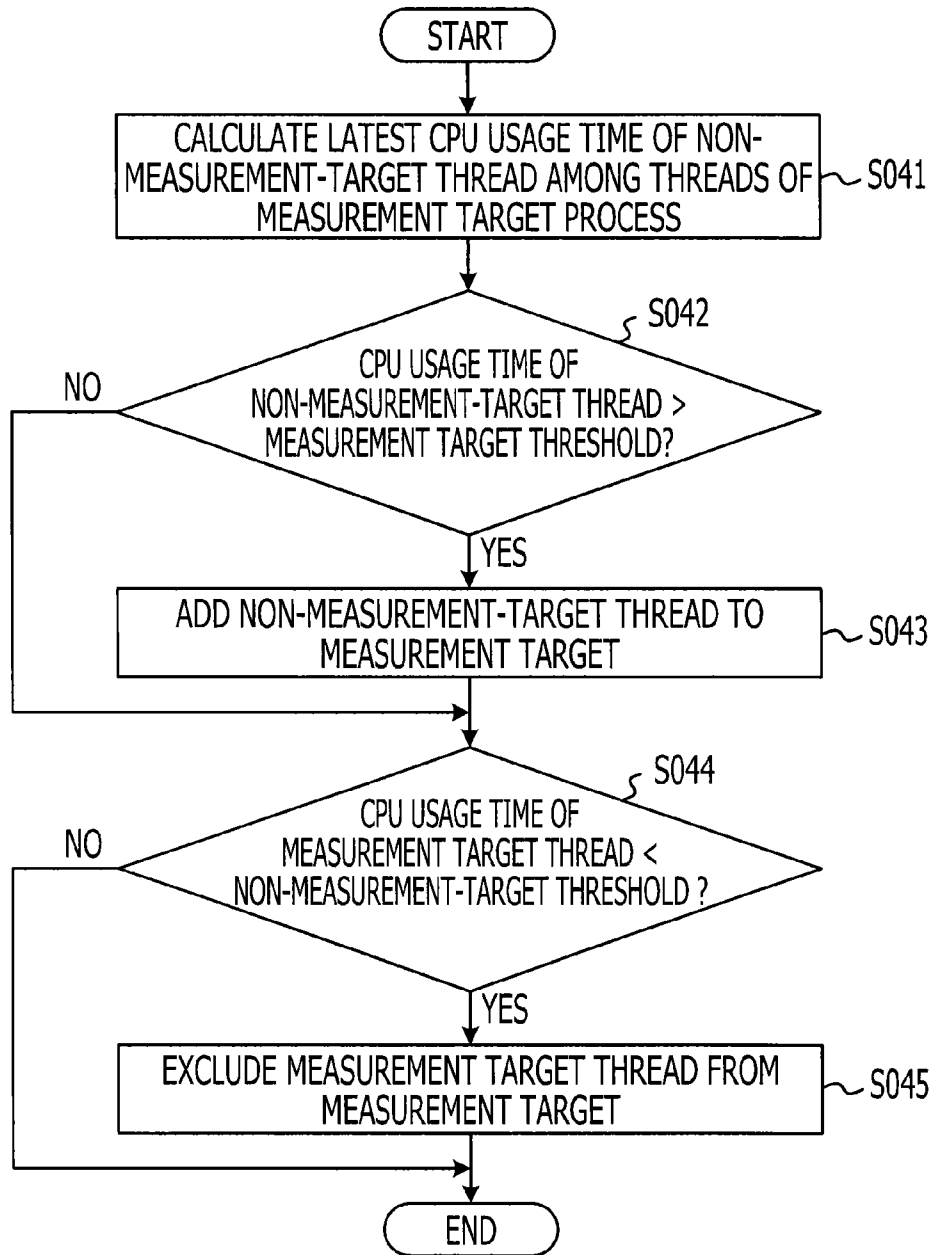 START
CALCULATE LATEST CPU USAGE TIME OF NON-
MEASUREMENT-TARGET THREAD AMONG THREADS OF
MEASUREMENT TARGET PROCESS
S041
S042
CPU USAGE TIME OF
NON-MEASUREMENT-TARGET THREAD >
MEASUREMENT TARGET THRESHOLD?
NO
YES
ADD NON-MEASUREMENT-TARGET THREAD TO
MEASUREMENT TARGET
S043
S044
CPU USAGE TIME OF
MEASUREMENT TARGET THREAD <
NON-MEASUREMENT-TARGET THRESHOLD ?
NO
YES
EXCLUDE MEASUREMENT TARGET THREAD FROM
MEASUREMENT TARGET
S045
END